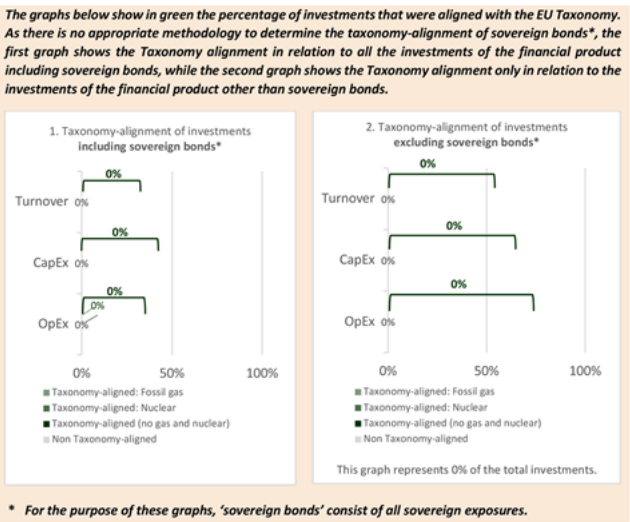 The graphs below show in green the percentage of investments that were aligned with the EU Taxonomy.
As there is no appropriate methodology to determine the taxonomy-alignment of sovereign bonds*, the
first graph shows the Taxonomy alignment in relation to all the investments of the financial product
including sovereign bonds, while the second graph shows the Taxonomy alignment only in relation to the
investments of the financial product other than sovereign bonds.
1. Taxonomy-alignment of investments
including sovereign bonds*
0%
Turnover 0%
0%
CapEx 0%
0%
0%
OpEx 0%
0% 50% 100%
Taxonomy-aligned: Fossil gas
Taxonomy-aligned: Nuclear
Taxonomy-aligned (no gas and nuclear)
Non Taxonomy-aligned
2. Taxonomy-alignment of investments
excluding sovereign bonds*
0%
Turnover 0%
0%
CapEx 0%
0%
OpEx 0%
0% 50% 100%
Taxonomy-aligned: Fossil gas
Taxonomy-aligned: Nuclear
Taxonomy-aligned (no gas and nuclear)
Non Taxonomy-aligned
This graph represents 0% of the total investments.
* For the purpose of these graphs, ‘sovereign bonds’ consist of all sovereign exposures.